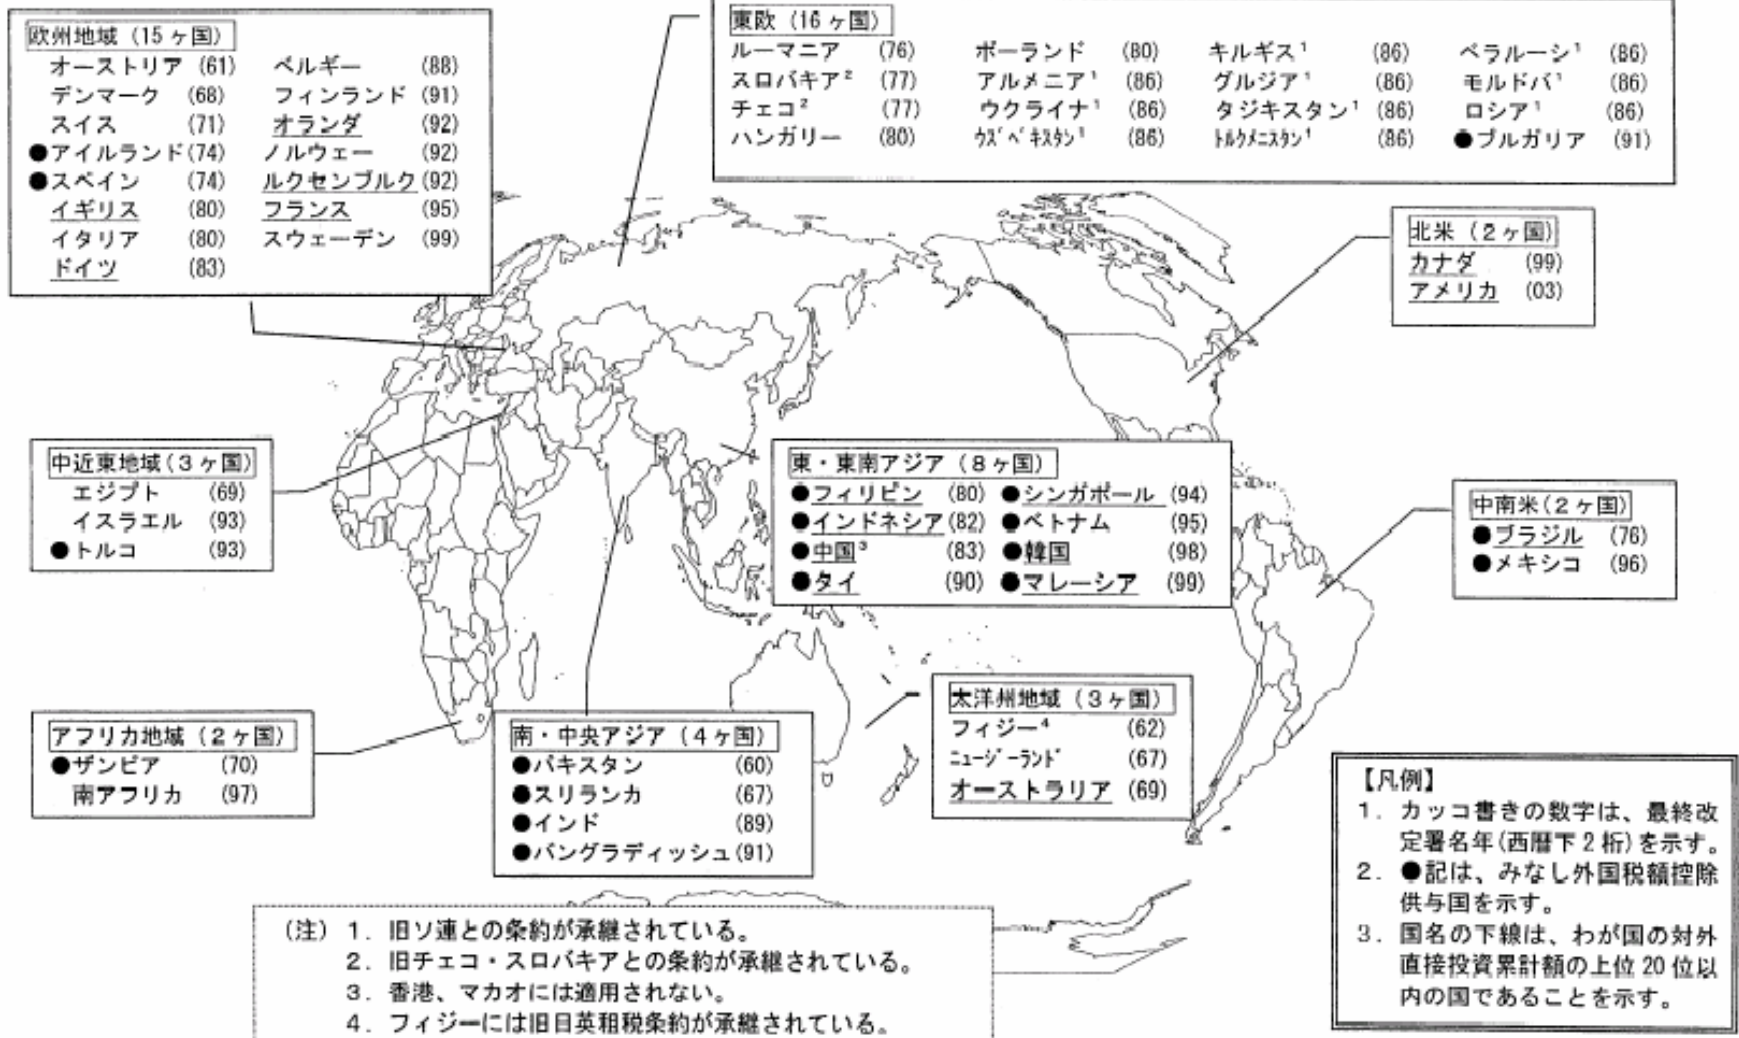 欧州地域（15ヶ国）
オーストリア (61) ベルギー (88)
デンマーク (68) フィンランド (91)
スイス (71) オランダ (92)
●アイルランド(74) ノルウェー (92)
●スペイン (74) ルクセンブルク(92)
イギリス (80) フランス (95)
イタリア (80) スウェーデン (99)
ドイツ (83)
東欧（16ヶ国）
ルーマニア (76) ポーランド (80) キルギス¹ (86) ベラルーシ¹ (86)
スロバキア² (77) アルメニア¹ (86) グルジア¹ (86) モルドバ¹ (86)
チェコ² (77) ウクライナ¹ (86) タジキスタン¹ (86) ロシア¹ (86)
ハンガリー (80) ウズベキスタン¹ (86) トルクメニスタン¹ (86) ●ブルガリア (91)
北米（2ヶ国）
カナダ (99)
アメリカ (03)
中近東地域(3ヶ国)
エジプト (69)
イスラエル (93)
●トルコ (93)
東・東南アジア（8ヶ国）
●フィリピン (80) ●シンガポール (94)
●インドネシア(82) ●ベトナム (95)
●中国³ (83) ●韓国 (98)
●タイ (90) ●マレーシア (99)
中南米(2ヶ国)
●ブラジル (76)
●メキシコ (96)
アフリカ地域（2ヶ国）
●ザンビア (70)
南アフリカ (97)
南・中央アジア（4ヶ国）
●パキスタン (60)
●スリランカ (67)
●インド (89)
●バングラディッシュ(91)
太洋州地域（3ヶ国）
フィジー⁴ (62)
ニュージーランド (67)
オーストラリア (69)
【凡例】
1. カッコ書きの数字は、最終改
定署名年(西暦下2桁)を示す。
2. ●記は、みなし外国税額控除
供与国を示す。
3. 国名の下線は、わが国の対外
直接投資累計額の上位20位以
内の国であることを示す。
（注）1. 旧ソ連との条約が承継されている。
2. 旧チェコ・スロバキアとの条約が承継されている。
3. 香港、マカオには適用されない。
4. フィジーには旧日英租税条約が承継されている。